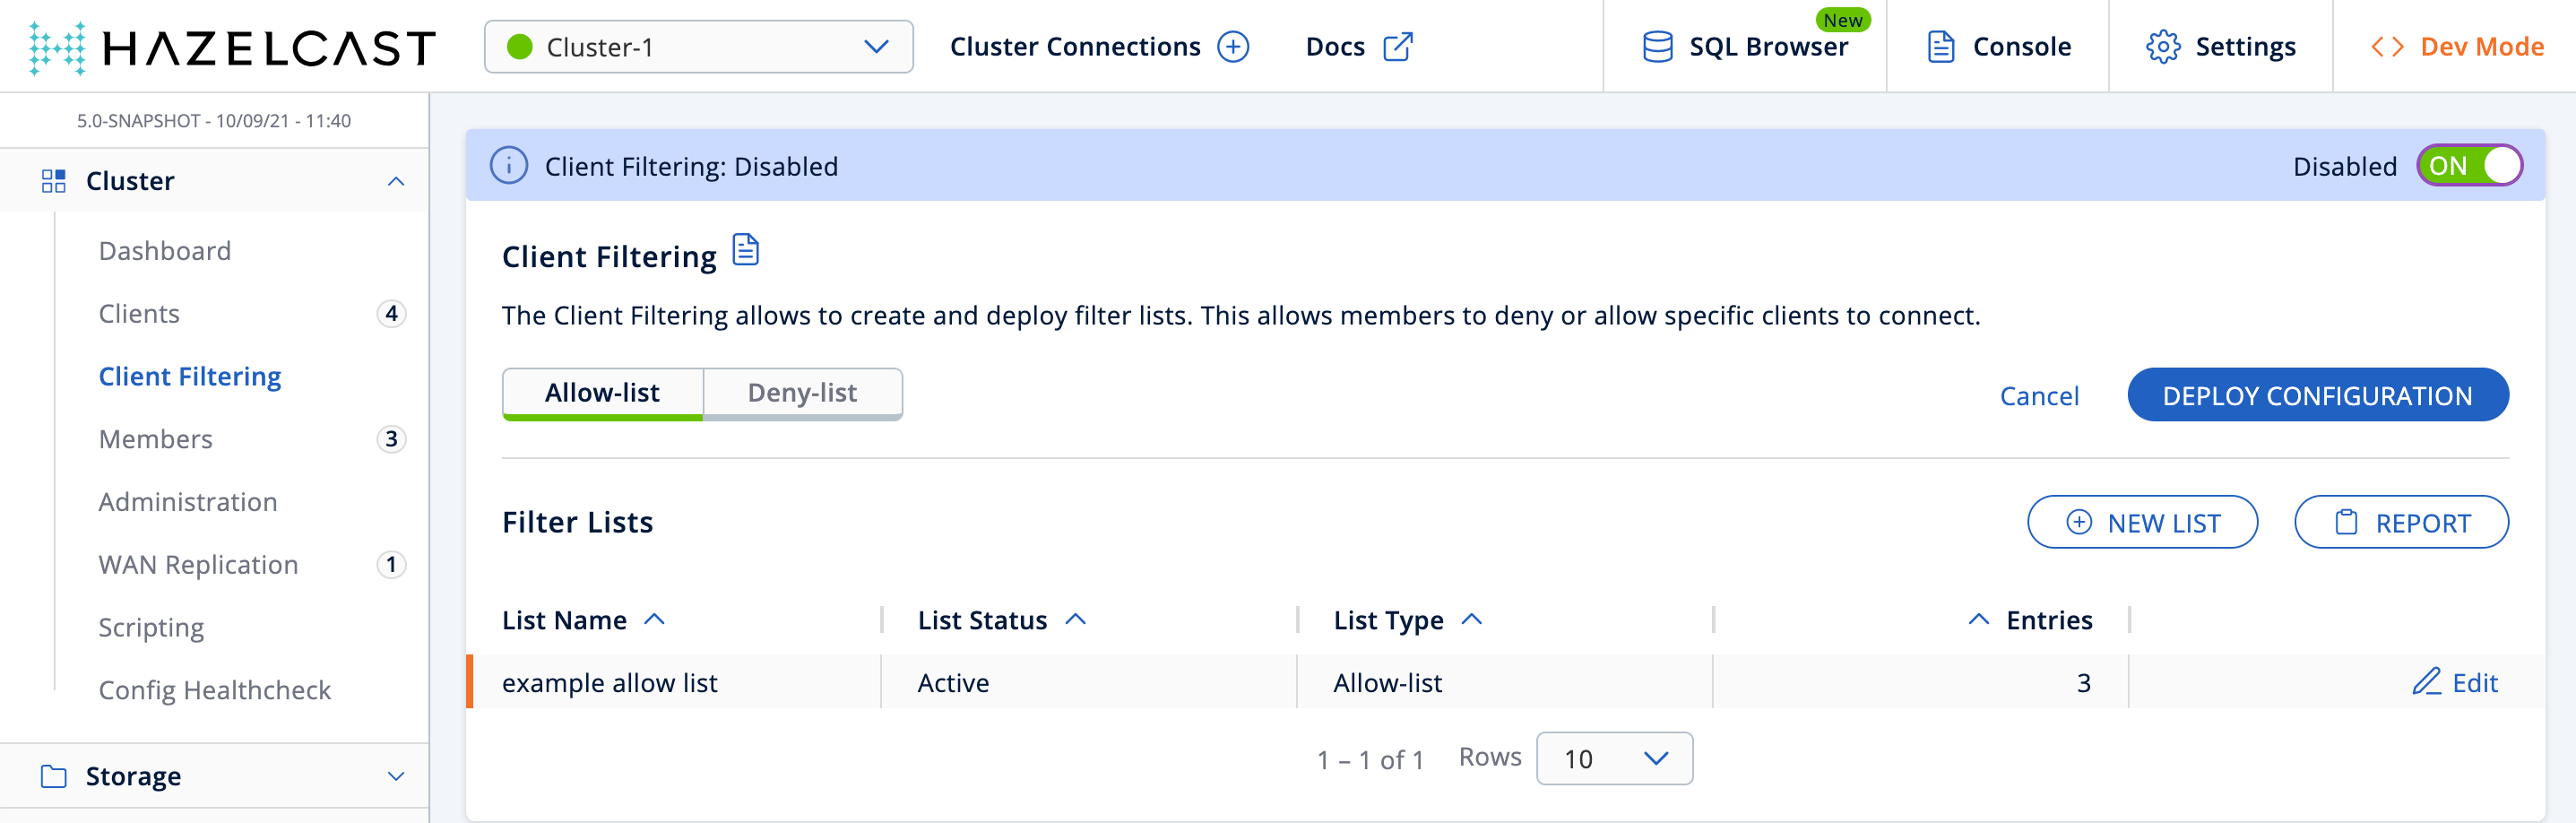 HAZELCAST
Cluster-1
Cluster Connections
Docs
SQL Browser
New
Console
Settings
Dev Mode
5.0-SNAPSHOT - 10/09/21 - 11:40
Cluster
Dashboard
Clients 4
Client Filtering
Members 3
Administration
WAN Replication 1
Scripting
Config Healthcheck
Storage
Client Filtering: Disabled
Disabled ON
Client Filtering
The Client Filtering allows to create and deploy filter lists. This allows members to deny or allow specific clients to connect.
Allow-list Deny-list
Cancel DEPLOY CONFIGURATION
Filter Lists
NEW LIST REPORT
List Name List Status List Type Entries
example allow list Active Allow-list 3 Edit
1 – 1 of 1 Rows 10